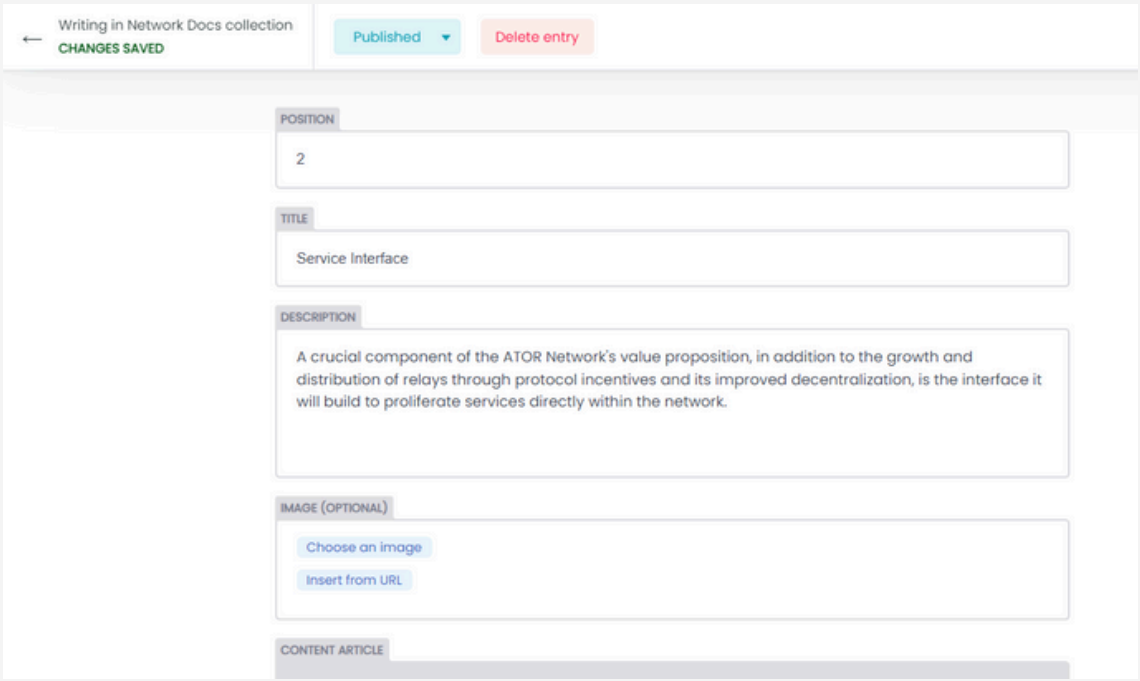 Writing in Network Docs collection
CHANGES SAVED
Published
Delete entry
POSITION
2
TITLE
Service Interface
DESCRIPTION
A crucial component of the ATOR Network's value proposition, in addition to the growth and
distribution of relays through protocol incentives and its improved decentralization, is the interface it
will build to proliferate services directly within the network.
IMAGE (OPTIONAL)
Choose an image
Insert from URL
CONTENT ARTICLE